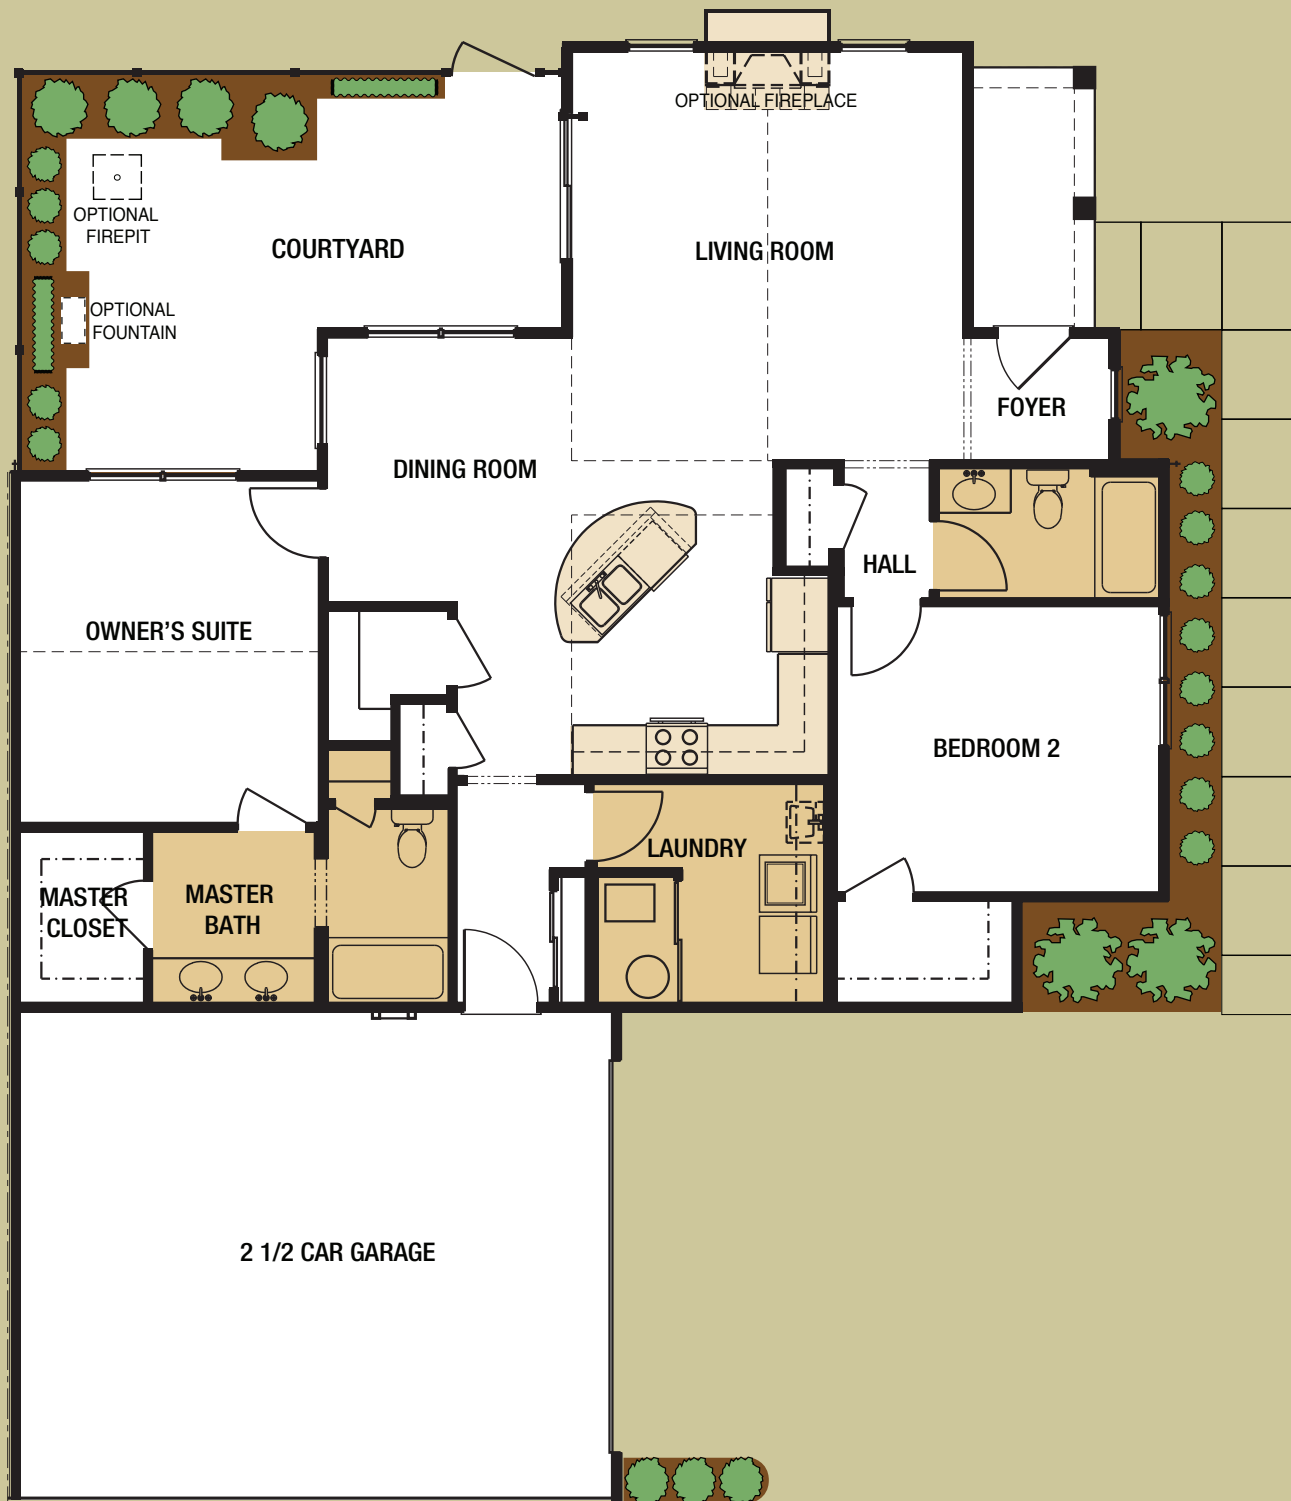 OPTIONAL FIREPLACE
OPTIONAL
FIREPIT
COURTYARD
LIVING ROOM
OPTIONAL
FOUNTAIN
FOYER
DINING ROOM
HALL
OWNER'S SUITE
BEDROOM 2
LAUNDRY
MASTER
CLOSET
MASTER
BATH
2 1/2 CAR GARAGE